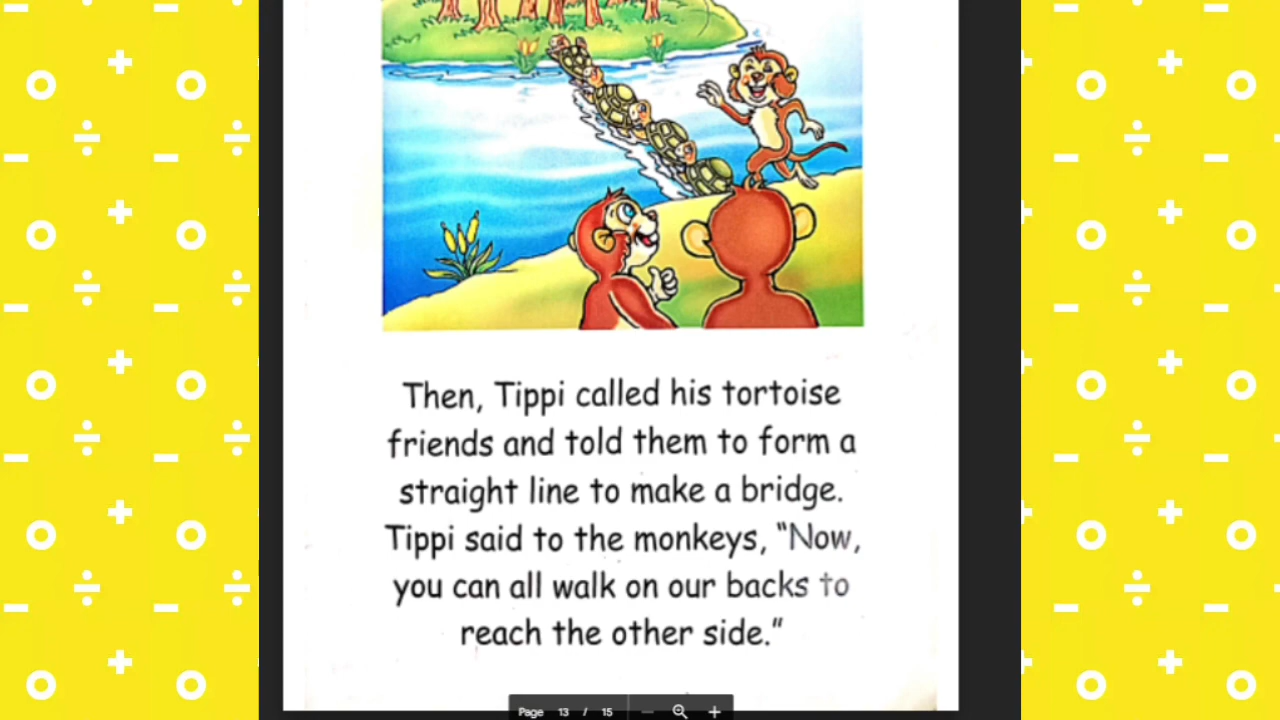 Then, Tippi called his tortoise
friends and told them to form a
straight line to make a bridge.
Tippi said to the monkeys, “Now,
you can all walk on our backs to
reach the other side.”
Page 13 / 15